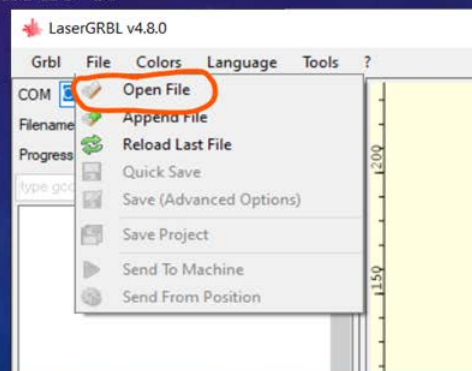 LaserGRBL v4.8.0
Grbl File Colors Language Tools ?
COM
Open File
Filename
Append File
Progress
Reload Last File
type gco
Quick Save
Save (Advanced Options)
Save Project
Send To Machine
Send From Position
200
150